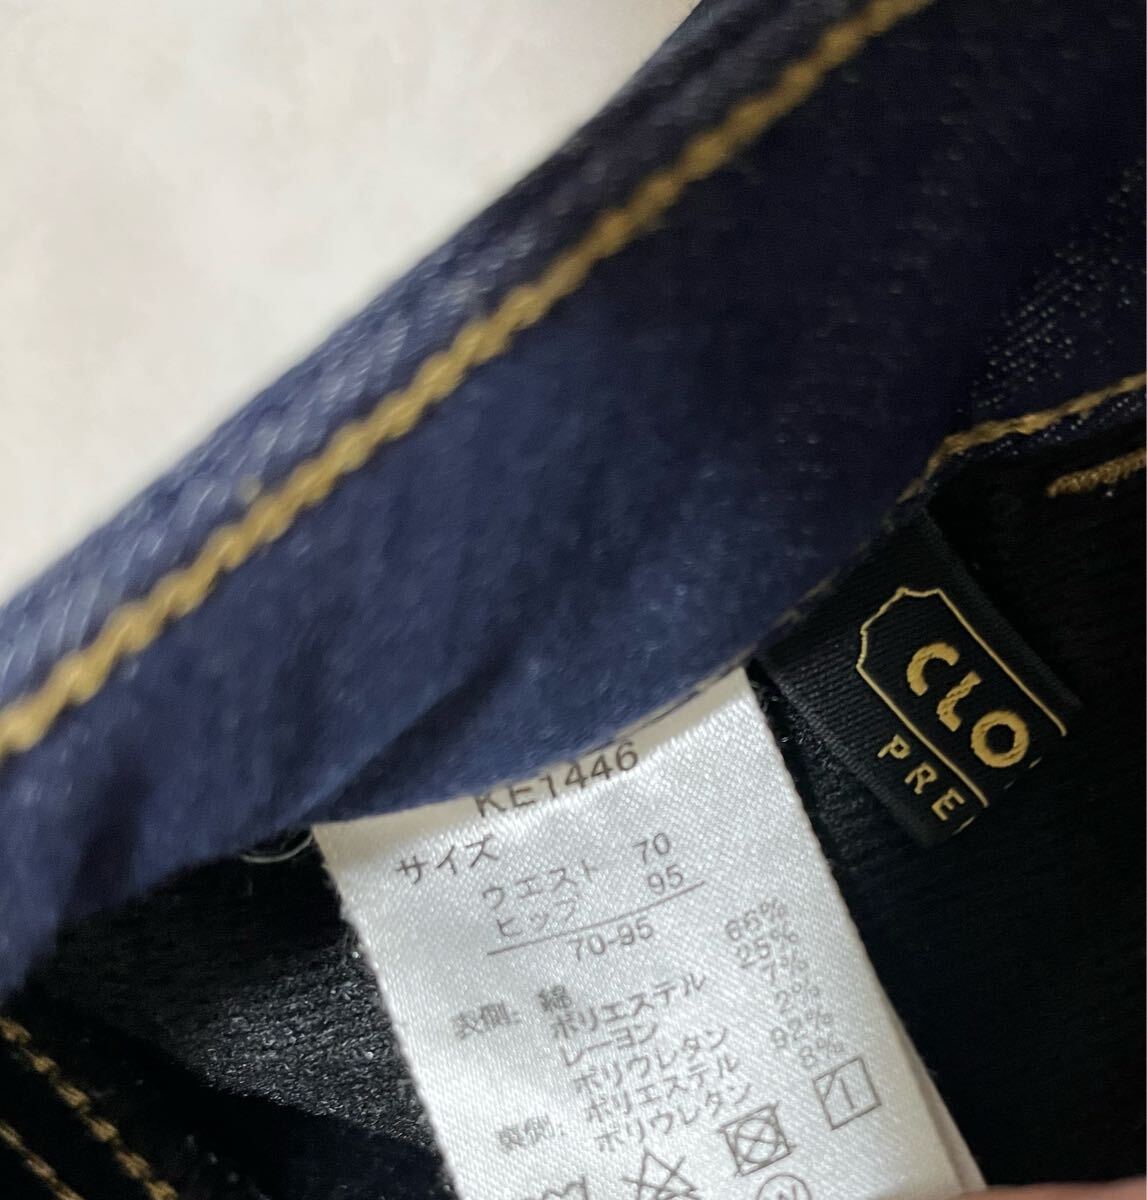 CLO
PRE
KE1446
サイズ
ウエスト 70
ヒップ 95
70-95
表側: 綿 66%
ポリエステル 25%
レーヨン 7%
ポリウレタン 2%
裏側: ポリエステル 92%
ポリウレタン 8%
W